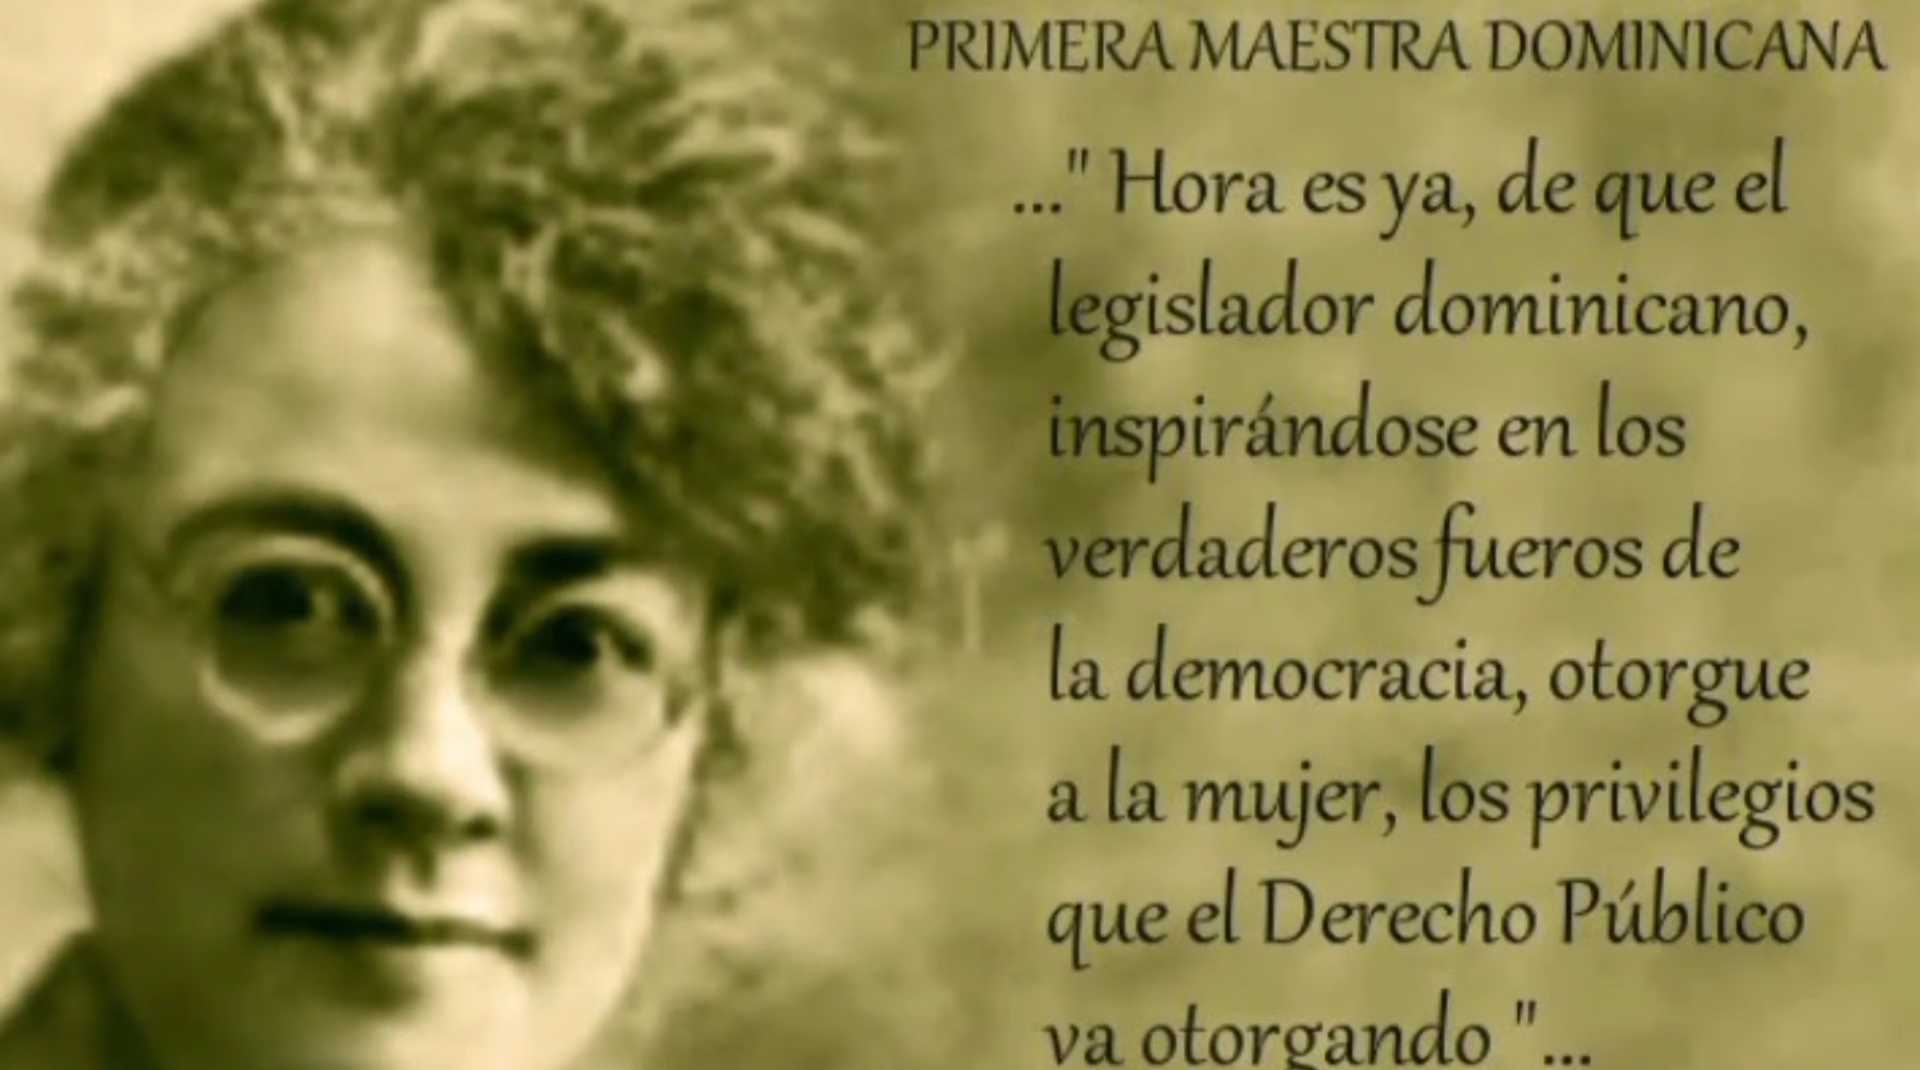 PRIMERA MAESTRA DOMINICANA
..." Hora es ya, de que el
legislador dominicano,
inspirándose en los
verdaderos fueros de
la democracia, otorgue
a la mujer, los privilegios
que el Derecho Público
va otorgando "...